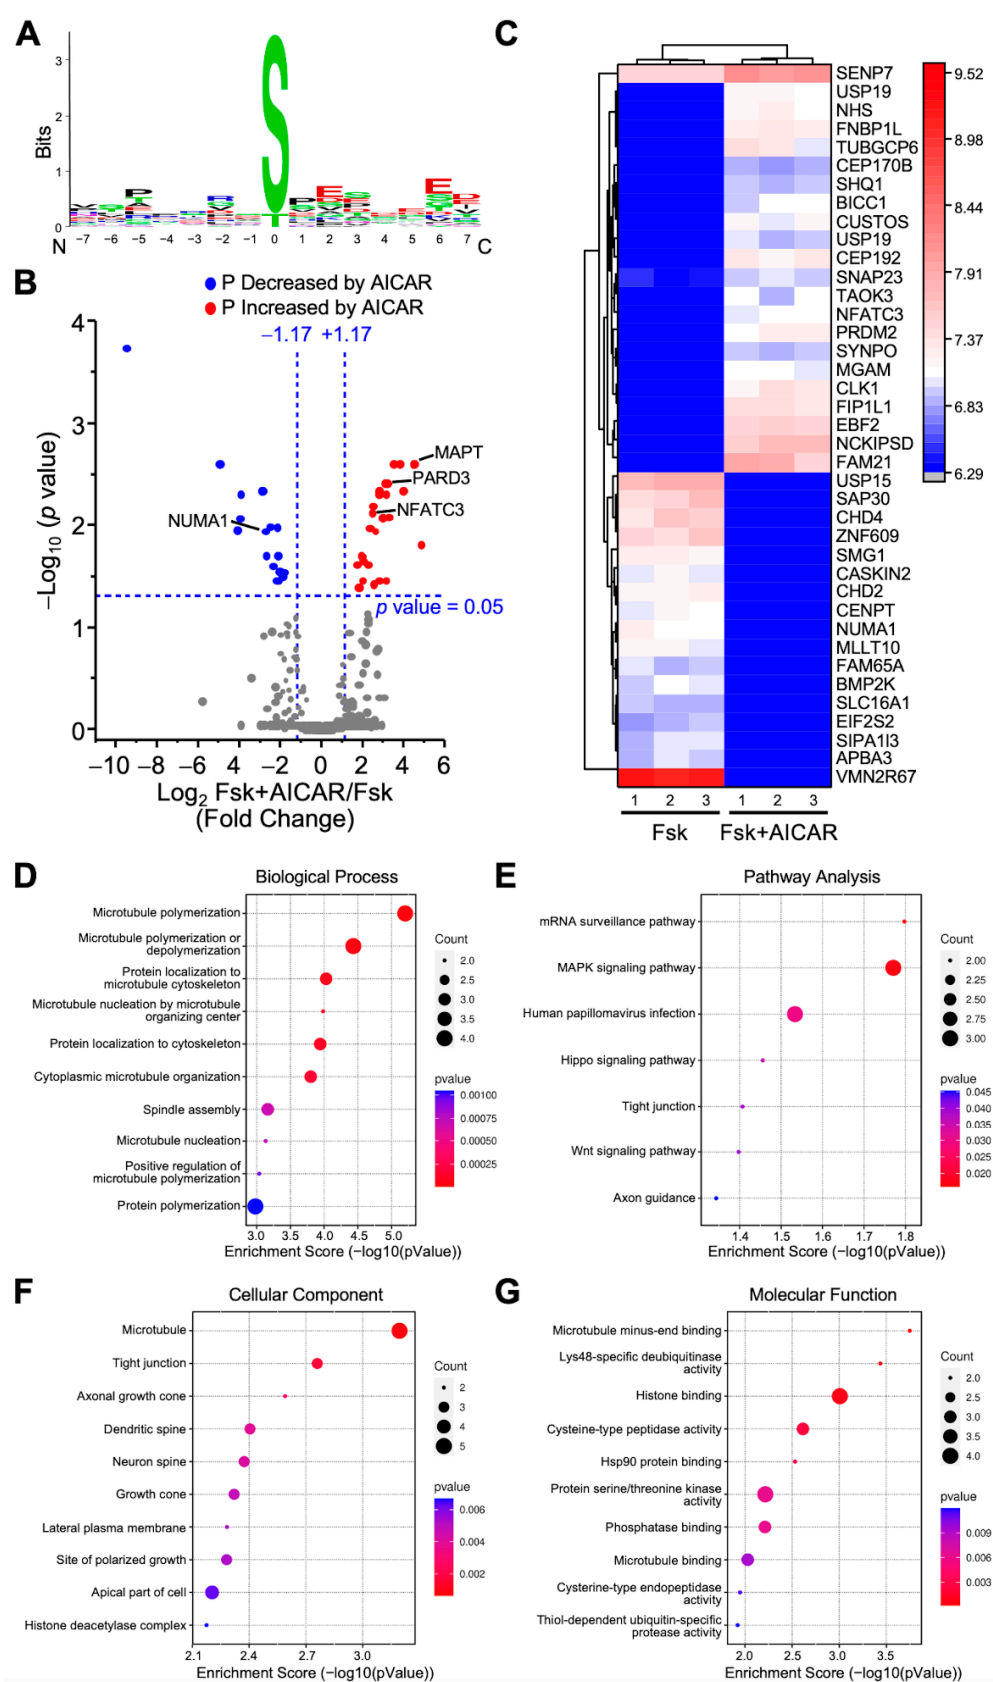 A
Bits
3
2
1
0
S
P
E
E
N
-7 -6 -5 -4 -3 -2 -1 0 1 2 3 4 5 6 7
C
B
P Decreased by AICAR
P Increased by AICAR
−1.17 +1.17
4
3
2
1
0
−Log10 (p value)
MAPT
PARD3
NFATC3
NUMA1
p value = 0.05
−10 −8 −6 −4 −2 0 2 4 6
Log2 Fsk+AICAR/Fsk
(Fold Change)
C
SENP7
USP19
NHS
FNBP1L
TUBGCP6
CEP170B
SHQ1
BICC1
CUSTOS
USP19
CEP192
SNAP23
TAOK3
NFATC3
PRDM2
SYNPO
MGAM
CLK1
FIP1L1
EBF2
NCKIPSD
FAM21
USP15
SAP30
CHD4
ZNF609
SMG1
CASKIN2
CHD2
CENPT
NUMA1
MLLT10
FAM65A
BMP2K
SLC16A1
EIF2S2
SIPA1l3
APBA3
VMN2R67
9.52
8.98
8.44
7.91
7.37
6.83
6.29
1 2 3 1 2 3
Fsk Fsk+AICAR
D
Biological Process
Microtubule polymerization
Microtubule polymerization or
depolymerization
Protein localization to
microtubule cytoskeleton
Microtubule nucleation by microtubule
organizing center
Protein localization to cytoskeleton
Cytoplasmic microtubule organization
Spindle assembly
Microtubule nucleation
Positive regulation of
microtubule polymerization
Protein polymerization
3.0 3.5 4.0 4.5 5.0
Enrichment Score (−log10(pValue))
Count
2.0
2.5
3.0
3.5
4.0
pvalue
0.00100
0.00075
0.00050
0.00025
E
Pathway Analysis
mRNA surveillance pathway
MAPK signaling pathway
Human papillomavirus infection
Hippo signaling pathway
Tight junction
Wnt signaling pathway
Axon guidance
1.4 1.5 1.6 1.7 1.8
Enrichment Score (−log10(pValue))
Count
2.00
2.25
2.50
2.75
3.00
pvalue
0.045
0.040
0.035
0.030
0.025
0.020
F
Cellular Component
Microtubule
Tight junction
Axonal growth cone
Dendritic spine
Neuron spine
Growth cone
Lateral plasma membrane
Site of polarized growth
Apical part of cell
Histone deacetylase complex
2.1 2.4 2.7 3.0
Enrichment Score (−log10(pValue))
Count
2
3
4
5
pvalue
0.006
0.004
0.002
G
Molecular Function
Microtubule minus-end binding
Lys48-specific deubiquitinase
activity
Histone binding
Cysteine-type peptidase activity
Hsp90 protein binding
Protein serine/threonine kinase
activity
Phosphatase binding
Microtubule binding
Cysterine-type endopeptidase
activity
Thiol-dependent ubiquitin-specific
protease activity
2.0 2.5 3.0 3.5
Enrichment Score (−log10(pValue))
Count
2.0
2.5
3.0
3.5
4.0
pvalue
0.009
0.006
0.003